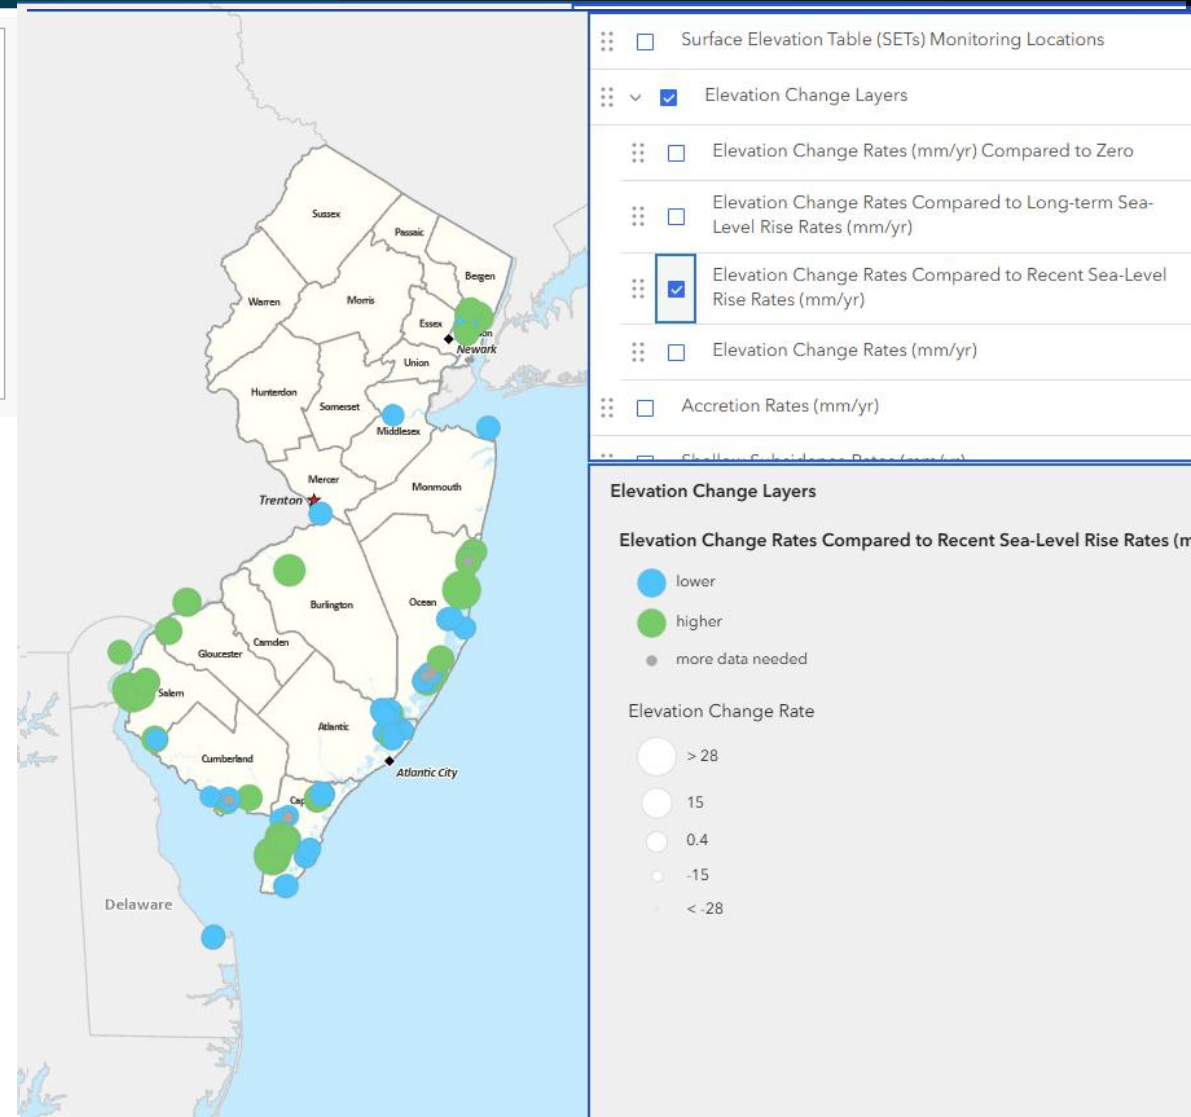 Sussex
Passaic
Bergen
Warren
Morris
Essex
Newark
Union
Hunterdon
Somerset
Middlesex
Mercer
Trenton
Monmouth
Burlington
Ocean
Camden
Gloucester
Salem
Atlantic
Cumberland
Atlantic City
Delaware
Surface Elevation Table (SETs) Monitoring Locations
Elevation Change Layers
Elevation Change Rates (mm/yr) Compared to Zero
Elevation Change Rates Compared to Long-term Sea-
Level Rise Rates (mm/yr)
Elevation Change Rates Compared to Recent Sea-Level
Rise Rates (mm/yr)
Elevation Change Rates (mm/yr)
Accretion Rates (mm/yr)
Shallow Subsidence Rates (mm/yr)
Elevation Change Layers
Elevation Change Rates Compared to Recent Sea-Level Rise Rates (m
lower
higher
more data needed
Elevation Change Rate
> 28
15
0.4
-15
< -28